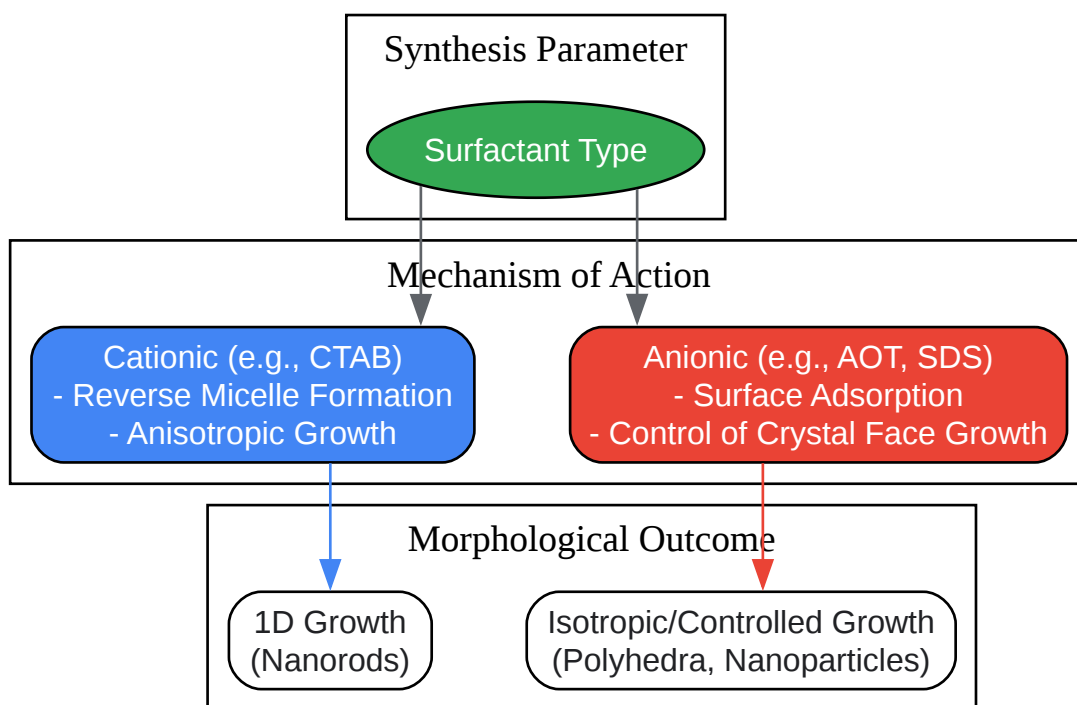 Synthesis Parameter
Surfactant Type
Mechanism of Action
Cationic (e.g., CTAB)
- Reverse Micelle Formation
- Anisotropic Growth
Anionic (e.g., AOT, SDS)
- Surface Adsorption
- Control of Crystal Face Growth
Morphological Outcome
1D Growth
(Nanorods)
Isotropic/Controlled Growth
(Polyhedra, Nanoparticles)